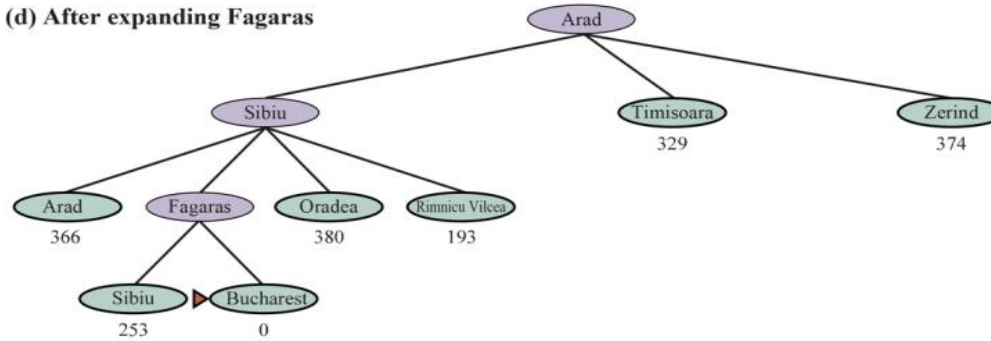 (d) After expanding Fagaras
Arad
Sibiu
Timisoara
Zerind
329
374
Arad
Fagaras
Oradea
Rimnicu Vilcea
366
380
193
Sibiu
Bucharest
253
0